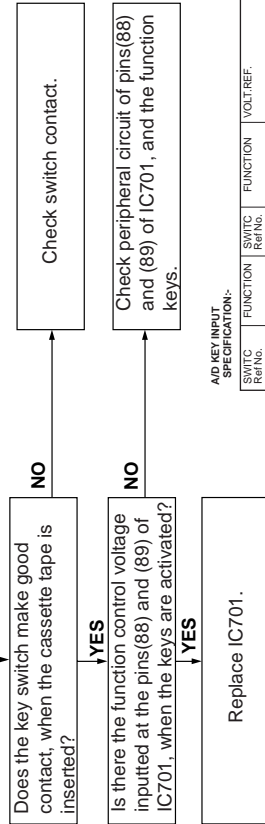 Does the key switch make good
contact, when the cassette tape is
inserted?
NO
Check switch contact.
YES
Is there the function control voltage
inputted at the pins(88) and (89) of
IC701, when the keys are activated?
NO
Check peripheral circuit of pins(88)
and (89) of IC701, and the function
keys.
YES
Replace IC701.
A/D KEY INPUT
SPECIFICATION:-
SWITC
Ref No.
FUNCTION
SWITC
Ref No.
FUNCTION
VOLT.REF.